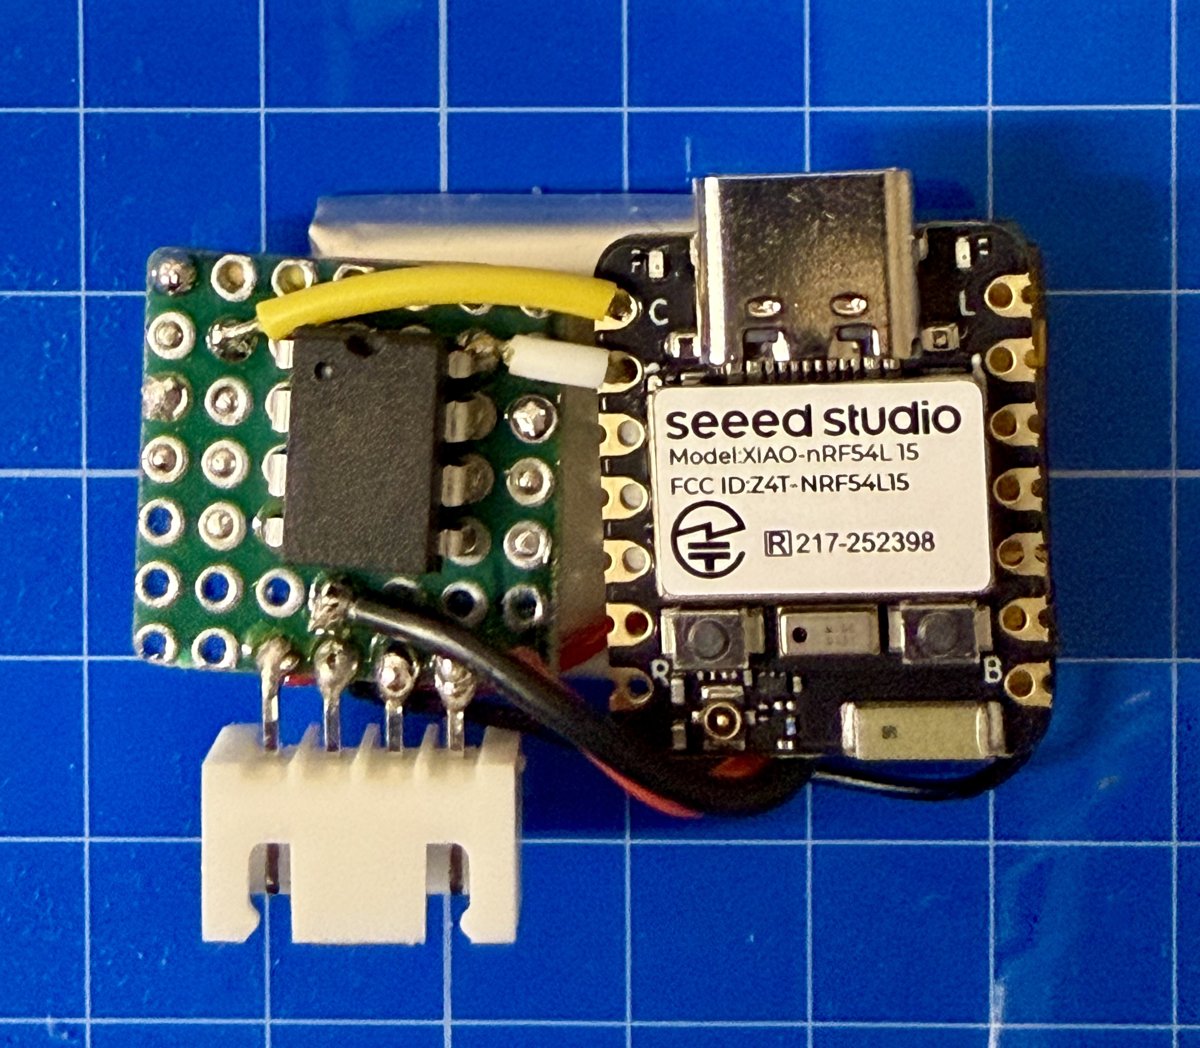 C
L
seeed studio
Model:XIAO-nRF54L15
FCC ID:Z4T-NRF54L15
R 217-252398
R
B